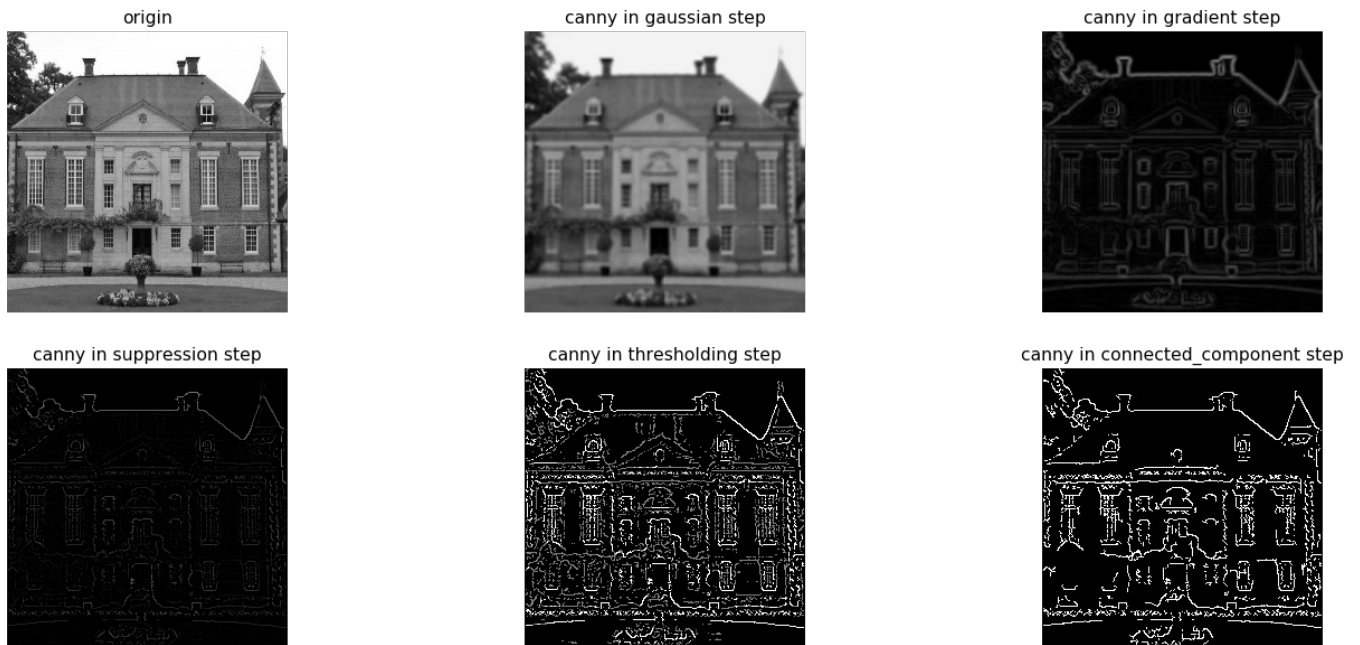 origin
canny in gaussian step
canny in gradient step
canny in suppression step
canny in thresholding step
canny in connected_component step